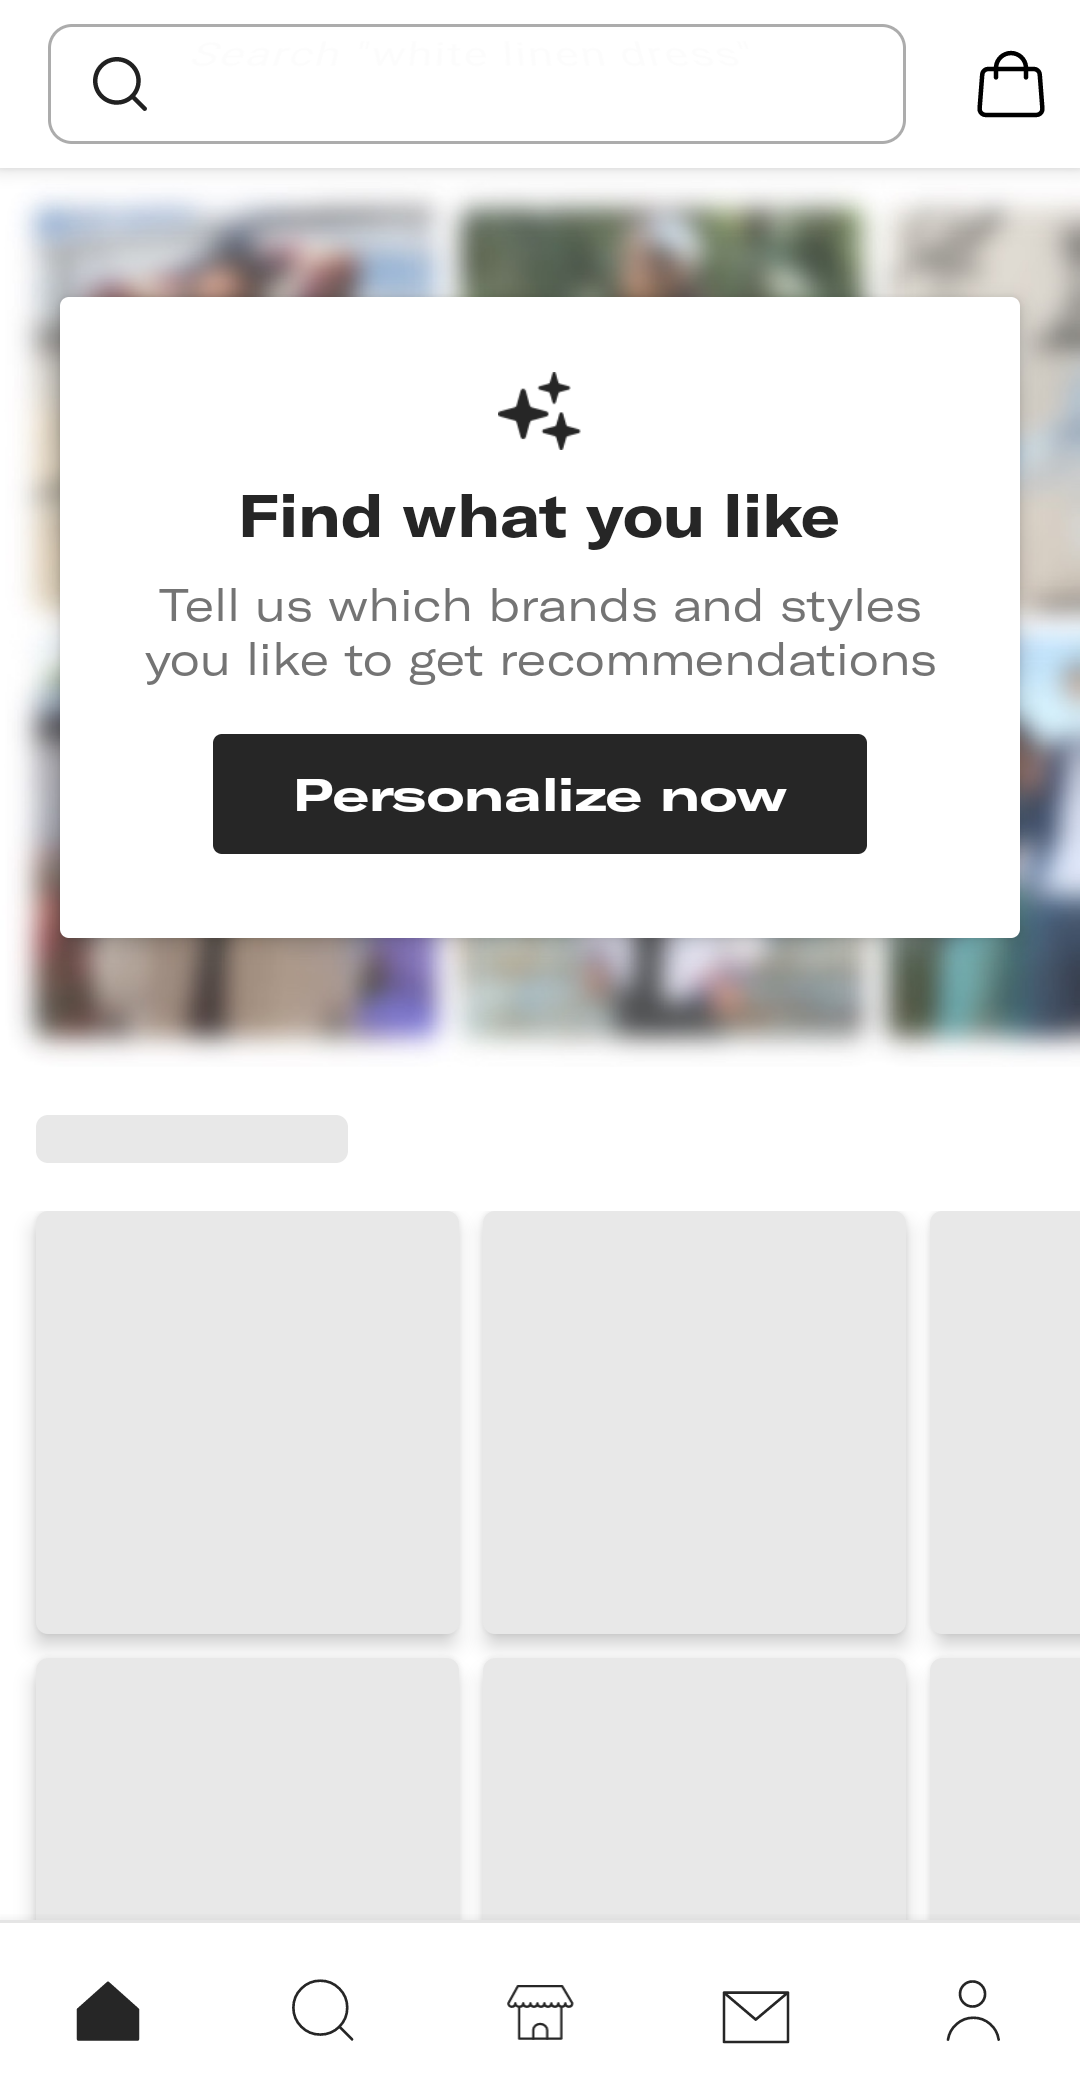 Search "white linen dress"
Find what you like
Tell us which brands and styles
you like to get recommendations
Personalize now